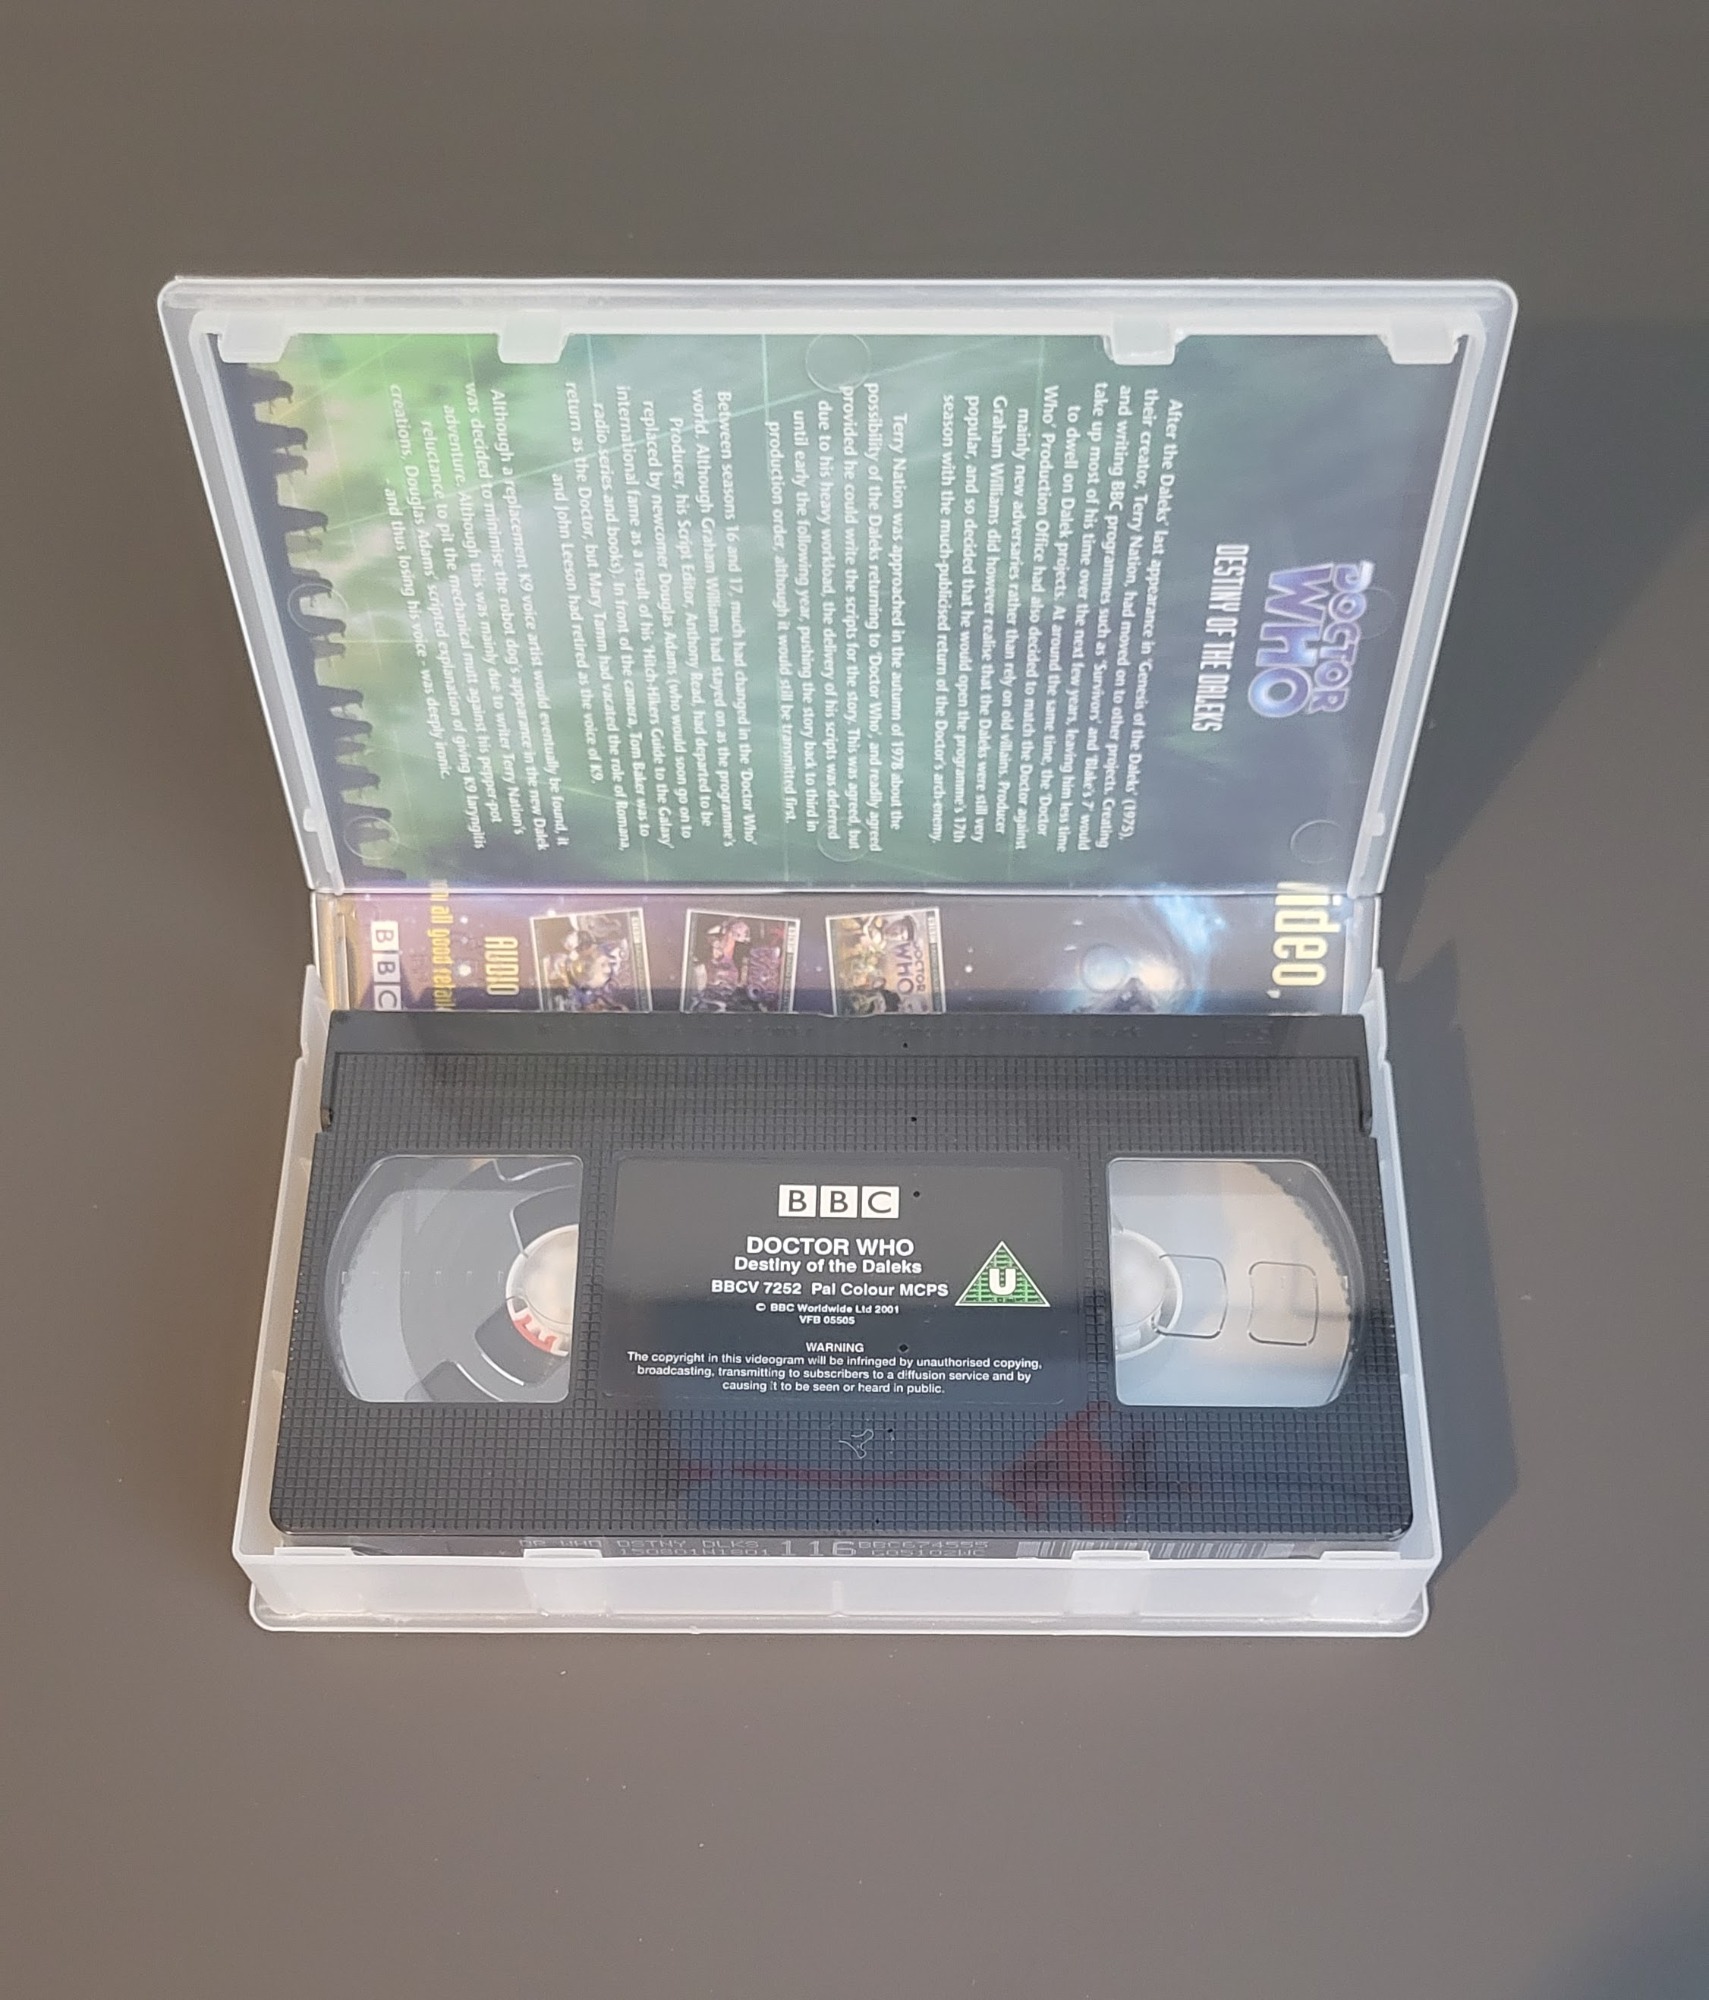 DOCTOR
WHO
DESTINY OF THE DALEKS
After the Daleks' last appearance in 'Genesis of the Daleks' (1975),
their creator, Terry Nation, had moved on to other projects. Creating
and writing BBC programmes such as 'Survivors' and 'Blake's 7' would
take up most of his time over the next few years, leaving him less time
to dwell on Dalek projects. At around the same time, the 'Doctor
Who' Production Office had also decided to match the Doctor against
mainly new adversaries rather than rely on old villains. Producer
Graham Williams did however realise that the Daleks were still very
popular, and so decided that he would open the programme's 17th
season with the much-publicised return of the Doctor's arch-enemy.
Terry Nation was approached in the autumn of 1978 about the
possibility of the Daleks returning to 'Doctor Who', and readily agreed
provided he could write the scripts for the story. This was agreed, but
due to his heavy workload, the delivery of his scripts was deferred
until early the following year, pushing the story back to third in
production order, although it would still be transmitted first.
Between seasons 16 and 17, much had changed in the 'Doctor Who'
world. Although Graham Williams had stayed on as the programme's
Producer, his Script Editor, Anthony Read, had departed to be
replaced by newcomer Douglas Adams (who would soon go on to
international fame as a result of his 'Hitch-Hikers Guide to the Galaxy'
radio series and books). In front of the camera, Tom Baker was to
return as the Doctor, but Mary Tamm had vacated the role of Romana,
and John Leeson had retired as the voice of K9.
Although a replacement K9 voice artist would eventually be found, it
was decided to minimise the robot dog's appearance in the new Dalek
adventure. Although this was mainly due to writer Terry Nation's
reluctance to pit the mechanical mutt against his pepper-pot
creations, Douglas Adams' scripted explanation of giving K9 laryngitis
- and thus losing his voice - was deeply ironic.
Video,
DOCTOR
WHO
AUDIO
all good retail
BBC
BBC
DOCTOR WHO
Destiny of the Daleks
BBCV 7252 Pal Colour MCPS
© BBC Worldwide Ltd 2001
VFB 05505
U
WARNING
The copyright in this videogram will be infringed by unauthorised copying,
broadcasting, transmitting to subscribers to a diffusion service and by
causing it to be seen or heard in public.
DR WHO DSTNY DLKS 116 BBC674555